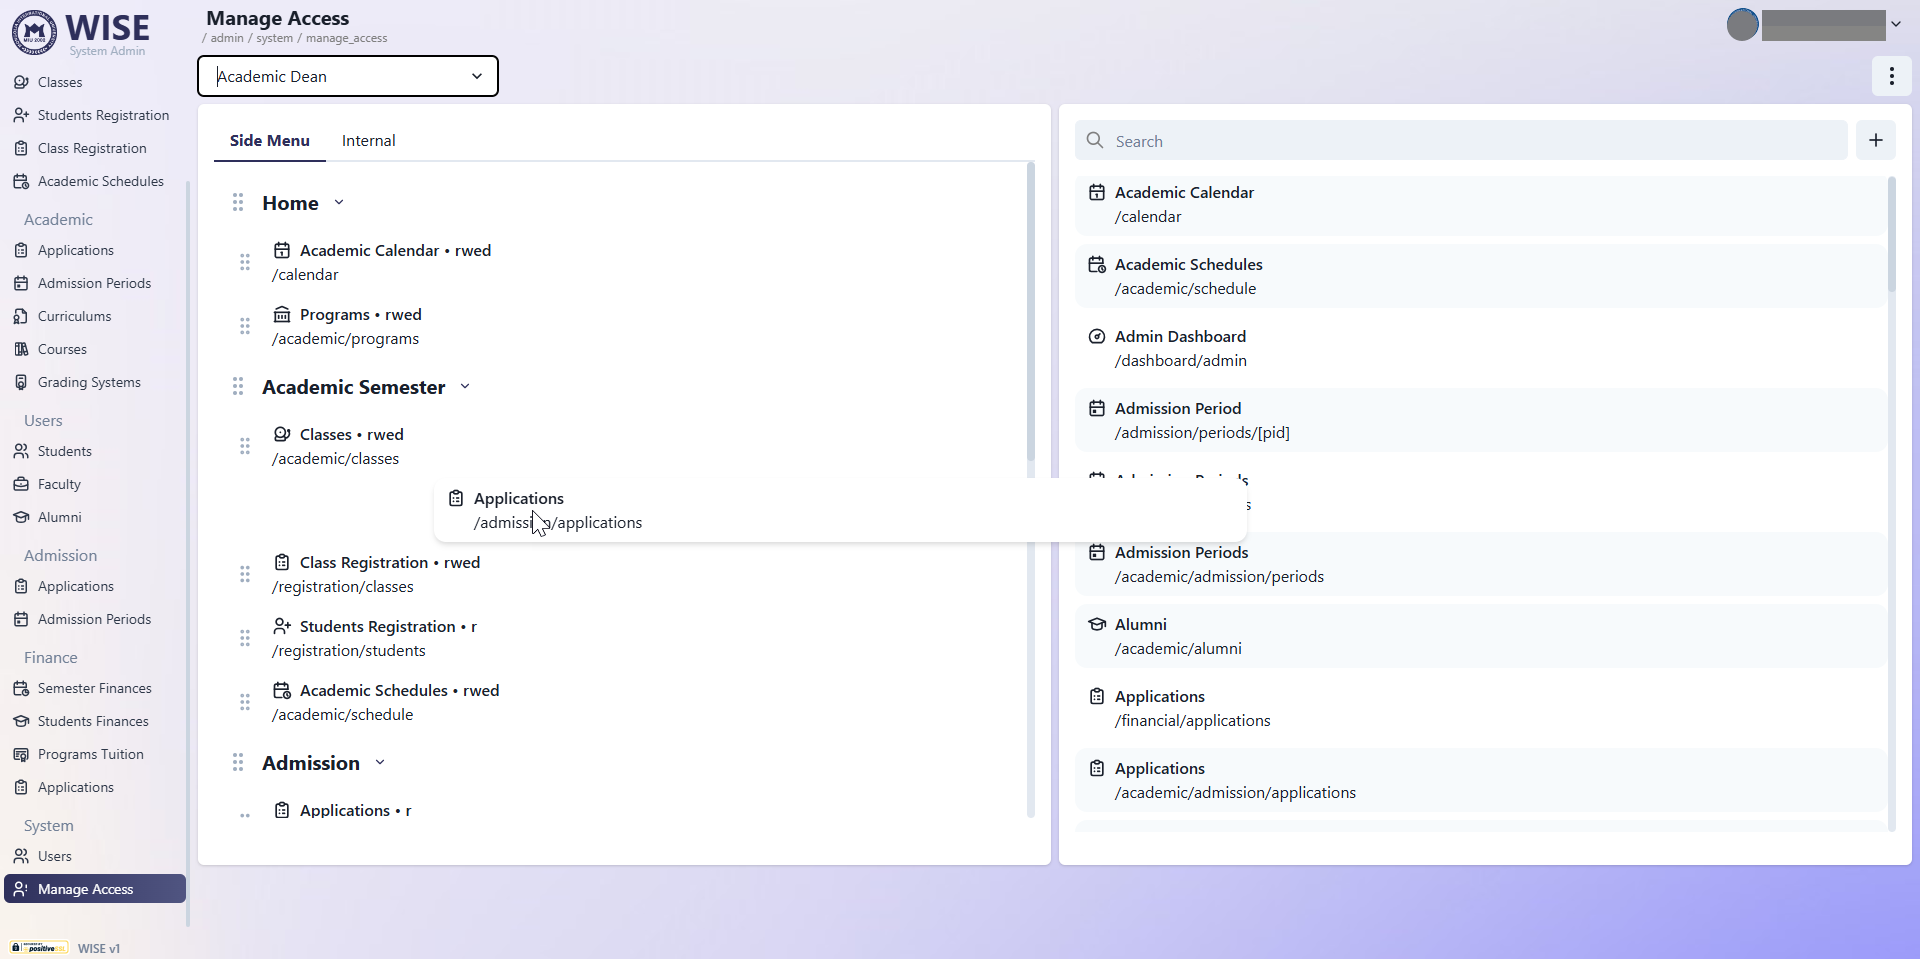 WISE
System Admin
Classes
Students Registration
Class Registration
Academic Schedules
Academic
Applications
Admission Periods
Curriculums
Courses
Grading Systems
Users
Students
Faculty
Alumni
Admission
Applications
Admission Periods
Finance
Semester Finances
Students Finances
Programs Tuition
Applications
System
Users
Manage Access
positiveSSL
WISE v1
Manage Access
/ admin / system / manage_access
Academic Dean
Side Menu
Internal
Home
Academic Calendar • rwed
/calendar
Programs • rwed
/academic/programs
Academic Semester
Classes • rwed
/academic/classes
Applications
/admission/applications
Class Registration • rwed
/registration/classes
Students Registration • r
/registration/students
Academic Schedules • rwed
/academic/schedule
Admission
Applications • r
Search
Academic Calendar
/calendar
Academic Schedules
/academic/schedule
Admin Dashboard
/dashboard/admin
Admission Period
/admission/periods/[pid]
Admission Periods
Admission Periods
/academic/admission/periods
Alumni
/academic/alumni
Applications
/financial/applications
Applications
/academic/admission/applications